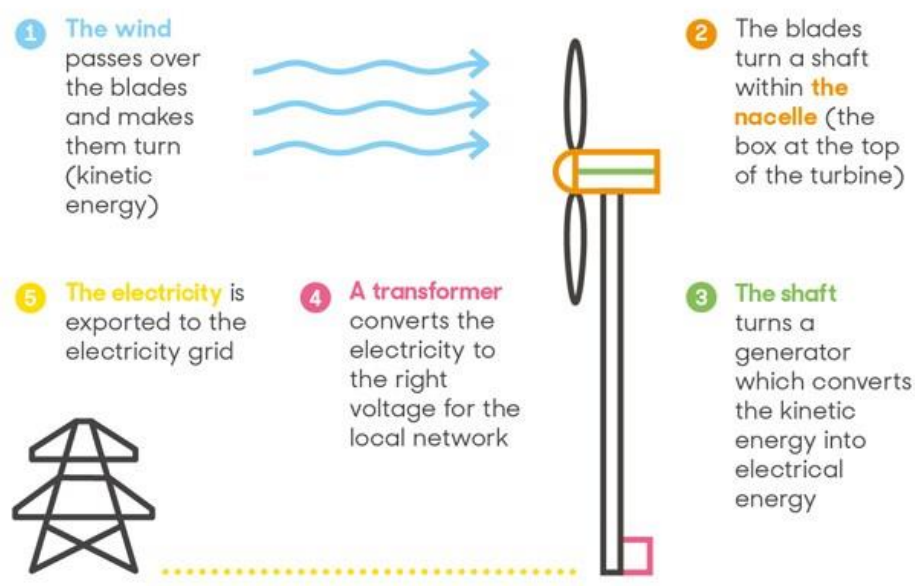 1 The wind
passes over
the blades
and makes
them turn
(kinetic
energy)
2 The blades
turn a shaft
within the
nacelle (the
box at the top
of the turbine)
3 The shaft
turns a
generator
which converts
the kinetic
energy into
electrical
energy
4 A transformer
converts the
electricity to
the right
voltage for the
local network
5 The electricity is
exported to the
electricity grid